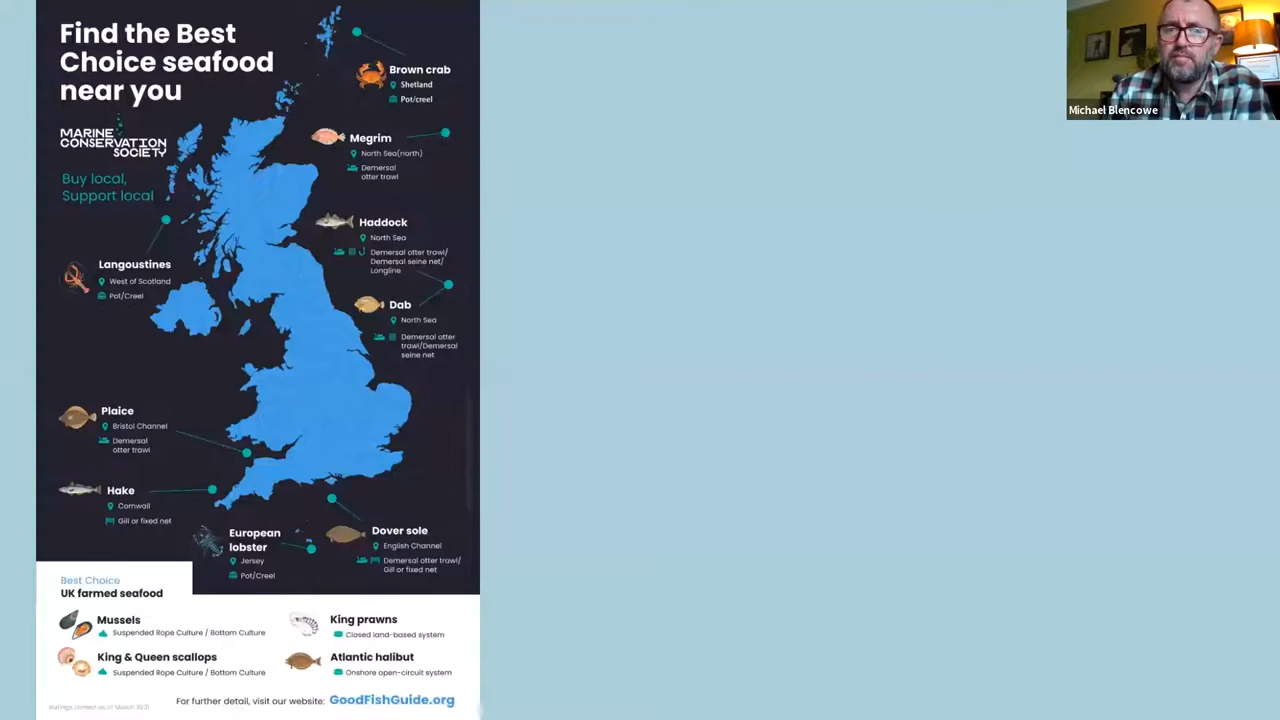 Find the Best
Choice seafood
near you
MARINE
CONSERVATION
SOCIETY
Buy local,
Support local
Brown crab
Shetland
Pot/creel
Megrim
North Sea(north)
Demersal
otter trawl
Haddock
North Sea
Demersal otter trawl/
Demersal seine net/
Longline
Langoustines
West of Scotland
Pot/Creel
Dab
North Sea
Demersal otter
trawl/Demersal
seine net
Plaice
Bristol Channel
Demersal
otter trawl
Hake
Cornwall
Gill or fixed net
European
lobster
Jersey
Pot/Creel
Dover sole
English Channel
Demersal otter trawl/
Gill or fixed net
Best Choice
UK farmed seafood
Mussels
Suspended Rope Culture / Bottom Culture
King prawns
Closed land-based system
King & Queen scallops
Suspended Rope Culture / Bottom Culture
Atlantic halibut
Onshore open-circuit system
For further detail, visit our website: GoodFishGuide.org
Ratings correct as of March 2021
Michael Blencowe